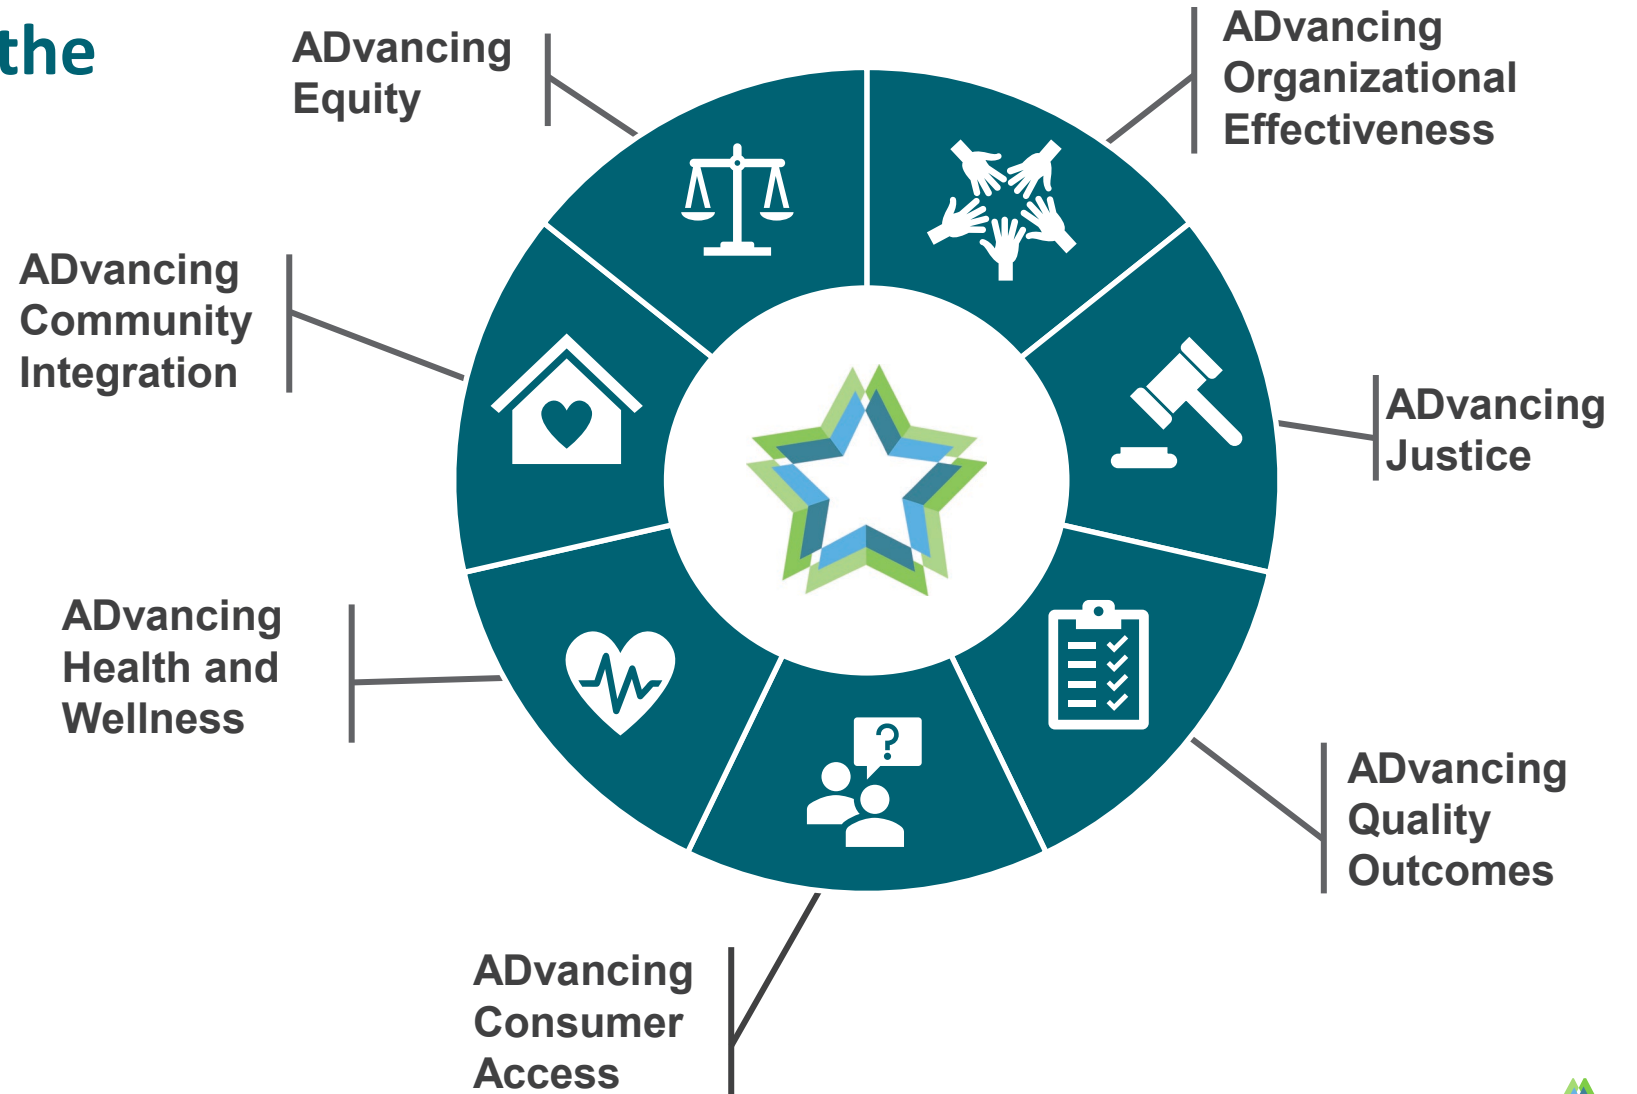 the
ADvancing
Equity
ADvancing
Organizational
Effectiveness
ADvancing
Community
Integration
ADvancing
Justice
ADvancing
Health and
Wellness
?
ADvancing
Quality
Outcomes
ADvancing
Consumer
Access